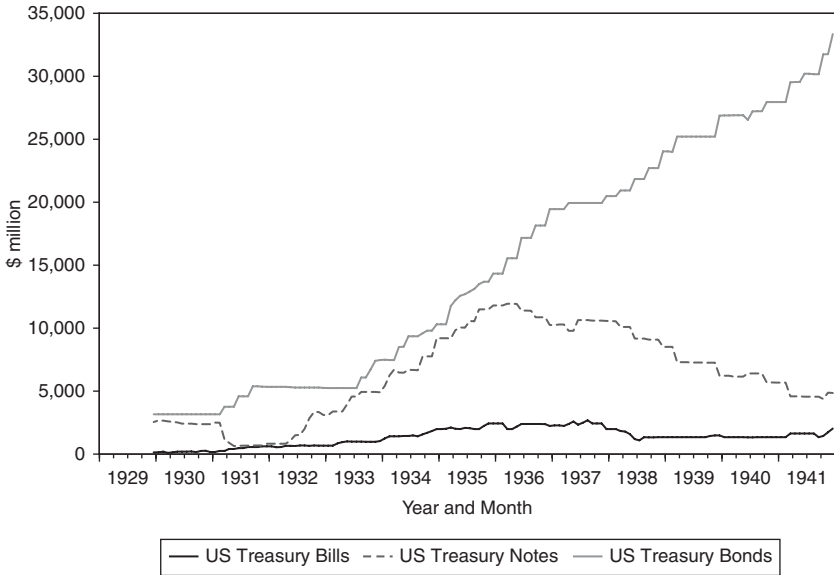 35,000
30,000
25,000
20,000
15,000
10,000
5,000
0
$ million
1929 1930 1931 1932 1933 1934 1935 1936 1937 1938 1939 1940 1941
Year and Month
US Treasury Bills US Treasury Notes US Treasury Bonds